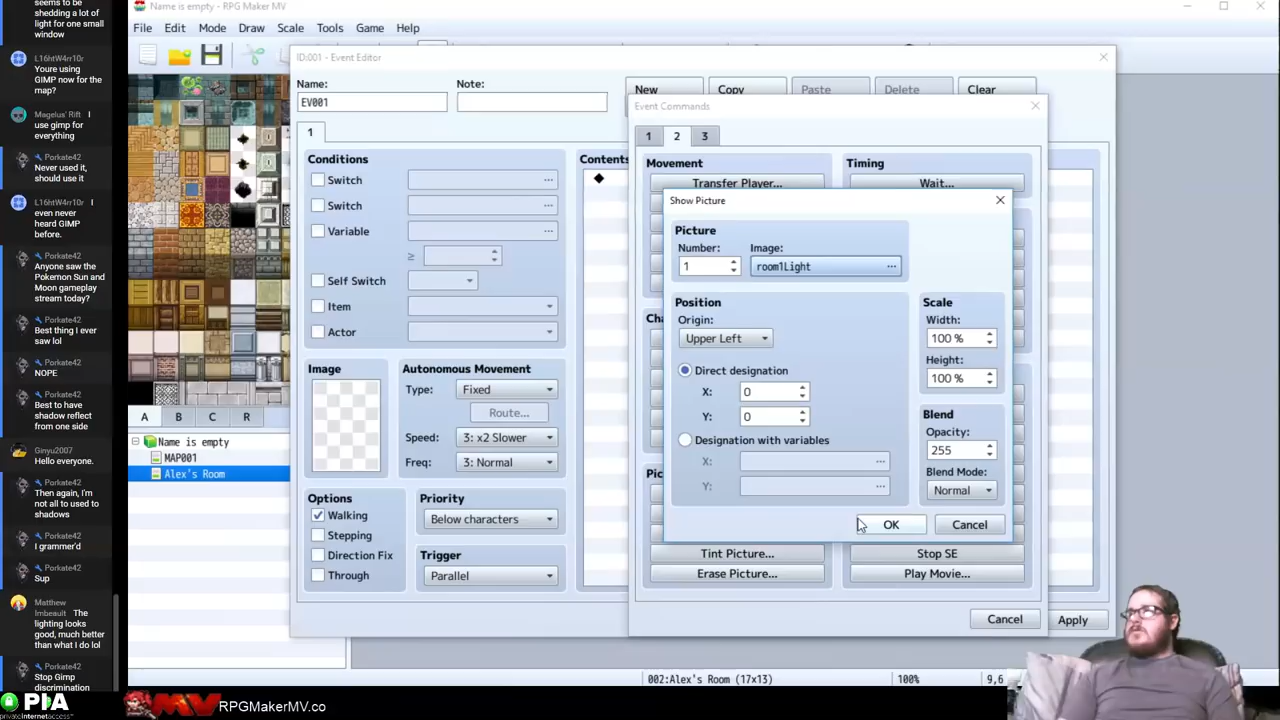 seems to be
shedding a lot of
light for one small
window
L16htW4rr10r
Youre using
GIMP now for the
map?
Magelus' Rift I
use gimp for
everything
Porkate42
Never used it,
should use it
L16htW4rr10r I
even never
heard GIMP
before.
Porkate42
Anyone saw the
Pokemon Sun and
Moon gameplay
stream today?
Porkate42
Best thing I ever
saw lol
Porkate42
NOPE
Porkate42
Best to have
shadow reflect
from one side
Ginyu2007
Hello everyone.
Porkate42
Then again, I'm
not all to used to
shadows
Porkate42
I grammer'd
Porkate42
Sup
Matthew
Imbeault The
lighting looks
good, much better
than what I do lol
Porkate42
Stop Gimp
discrimination
PIA
privateinternetaccess
MV RPGMakerMV.co
Name is empty - RPG Maker MV
File Edit Mode Draw Scale Tools Game Help
A B C R
Name is empty
MAP001
Alex's Room
ID:001 - Event Editor
Name: Note:
EV001
New Copy Paste Delete Clear
1
Conditions
Switch
Switch
Variable
≥
Self Switch
Item
Actor
Image
Autonomous Movement
Type: Fixed
Route...
Speed: 3: x2 Slower
Freq: 3: Normal
Options
Walking
Stepping
Direction Fix
Through
Priority
Below characters
Trigger
Parallel
Contents
Event Commands
1 2 3
Movement Timing
Transfer Player... Wait...
Cha
Pic
Show Picture
Picture
Number: Image:
1 room1Light ...
Position
Origin:
Upper Left
Direct designation
X: 0
Y: 0
Designation with variables
X: ...
Y: ...
Scale
Width:
100 %
Height:
100 %
Blend
Opacity:
255
Blend Mode:
Normal
OK Cancel
Tint Picture... Stop SE
Erase Picture... Play Movie...
Cancel Apply
002:Alex's Room (17x13) 100% 9,6